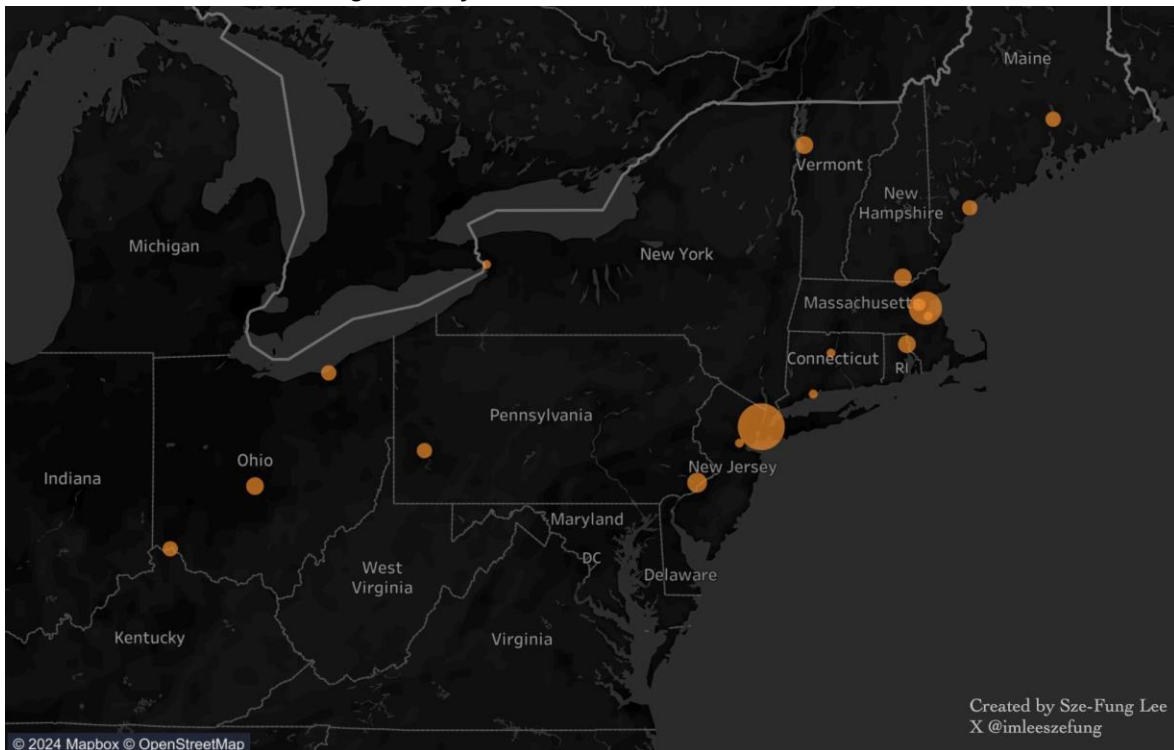 Maine
Vermont
New
Hampshire
Michigan
New York
Massachusett
Connecticut
RI
Pennsylvania
Ohio
New Jersey
Indiana
Maryland
DC
West
Virginia
Delaware
Kentucky
Virginia
Created by Sze-Fung Lee
X @imleeszefung
© 2024 Mapbox © OpenStreetMap